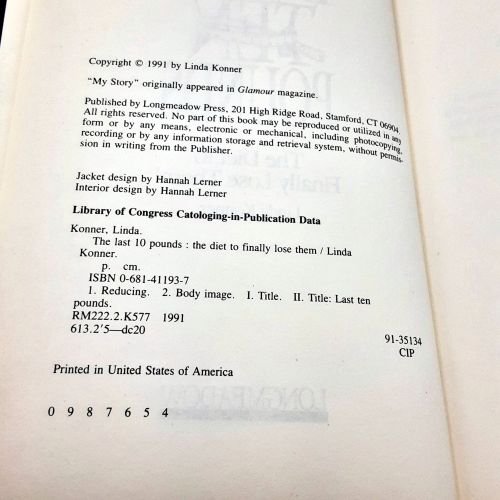 Copyright © 1991 by Linda Konner
"My Story" originally appeared in Glamour magazine.
Published by Longmeadow Press, 201 High Ridge Road, Stamford, CT 06904.
All rights reserved. No part of this book may be reproduced or utilized in any
form or by any means, electronic or mechanical, including photocopying,
recording or by any information storage and retrieval system, without permis-
sion in writing from the Publisher.
Jacket design by Hannah Lerner
Interior design by Hannah Lerner
Library of Congress Catologing-in-Publication Data
Konner, Linda.
The last 10 pounds : the diet to finally lose them / Linda
Konner.
p. cm.
ISBN 0-681-41193-7
1. Reducing. 2. Body image. I. Title. II. Title: Last ten
pounds.
RM222.2.K577 1991
613.2'5—dc20
91-35134
CIP
Printed in United States of America
0 9 8 7 6 5 4